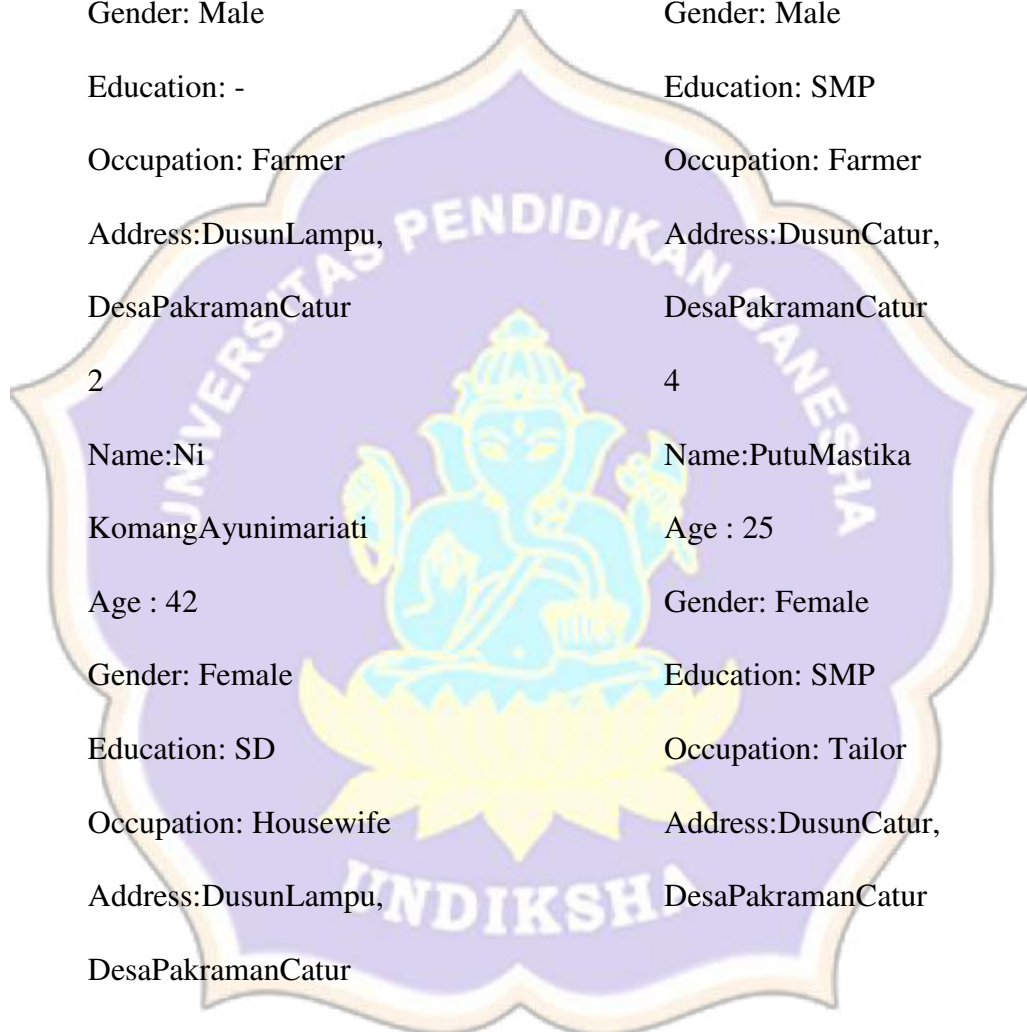 Gender: Male
Education: -
Occupation: Farmer
Address:DusunLampu,
DesaPakramanCatur
2
Name:Ni
KomangAyunimariati
Age : 42
Gender: Female
Education: SD
Occupation: Housewife
Address:DusunLampu,
DesaPakramanCatur
Gender: Male
Education: SMP
Occupation: Farmer
Address:DusunCatur,
DesaPakramanCatur
4
Name:PutuMastika
Age : 25
Gender: Female
Education: SMP
Occupation: Tailor
Address:DusunCatur,
DesaPakramanCatur
UNIVERSITAS PENDIDIKAN GANESHA
UNDIKSHA